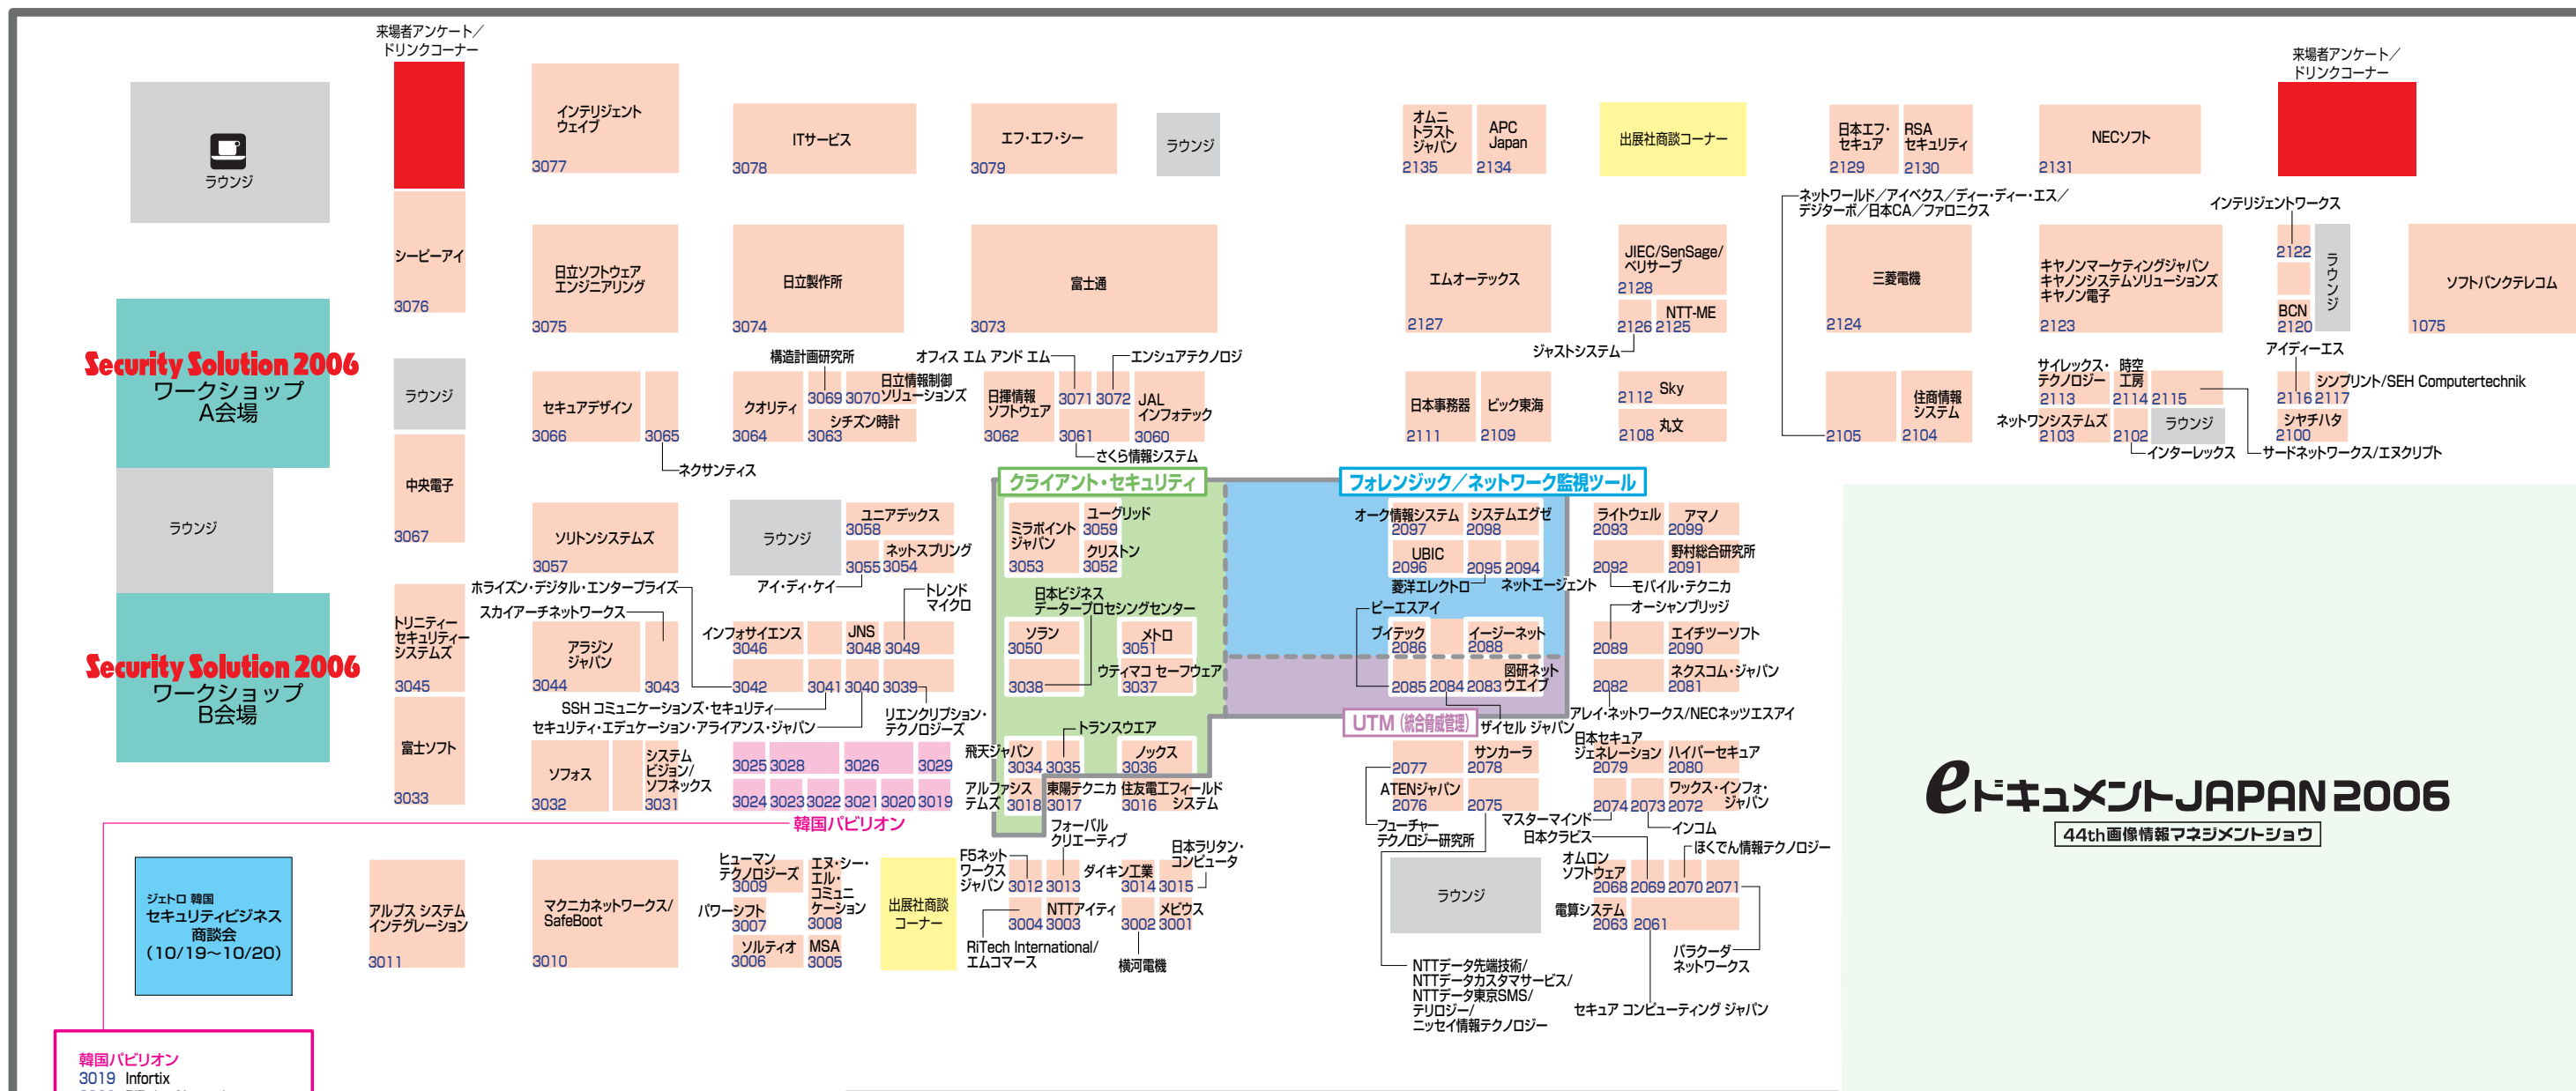 来場者アンケート／
ドリンクコーナー
来場者アンケート／
ドリンクコーナー
ラウンジ
インテリジェント
ウェイブ
3077
ITサービス
3078
エフ・エフ・シー
3079
ラウンジ
オムニ
トラスト
ジャパン
2135
APC
Japan
2134
出展社商談コーナー
日本エフ・
セキュア
2129
RSA
セキュリティ
2130
NECソフト
2131
ネットワールド／アイベクス／ディー・ディー・エス／
デジターボ／日本CA／ファロニクス
インテリジェントワークス
2122
ラウンジ
シーピーアイ
3076
日立ソフトウェア
エンジニアリング
3075
日立製作所
3074
富士通
3073
エムオーテックス
2127
JIEC/SenSage/
ベリサーブ
2128
NTT-ME
2126
2125
ジャストシステム
三菱電機
2124
キヤノンマーケティングジャパン
キヤノンシステムソリューションズ
キヤノン電子
2123
BCN
2120
ソフトバンクテレコム
1075
Security Solution 2006
ワークショップ
A会場
ラウンジ
セキュアデザイン
3066
3065
ネクサンティス
構造計画研究所
クオリティ
3064
3069
3070
日立情報制御
ソリューションズ
シチズン時計
3063
オフィス エム アンド エム
エンシュアテクノロジ
日揮情報
ソフトウェア
3062
3071
3072
JAL
インフォテック
3061
3060
さくら情報システム
日本事務器
2111
ビック東海
2109
Sky
2112
丸文
2108
2105
住商情報
システム
2104
サイレックス・
テクノロジー
2113
時空
工房
2114
2115
ネットワンシステムズ
2103
2102
ラウンジ
インターレックス
サードネットワークス/エヌクリプト
アイディーエス
シンプリント/SEH Computertechnik
2116
2117
シヤチハタ
2100
中央電子
3067
ラウンジ
ソリトンシステムズ
3057
ラウンジ
ユニアデックス
3058
ネットスプリング
3055
3054
アイ・ディ・ケイ
クライアント・セキュリティ
ミラポイント
ジャパン
3053
ユーグリッド
3059
クリストン
3052
フォレンジック／ネットワーク監視ツール
オーク情報システム
2097
システムエグゼ
2098
UBIC
2096
2095
2094
菱洋エレクトロ
ネットエージェント
ライトウェル
2093
アマノ
2099
野村総合研究所
2092
2091
モバイル・テクニカ
オーシャンブリッジ
ホライズン・デジタル・エンタープライズ
スカイアーチネットワークス
トリニティー
セキュリティー
システムズ
3045
アラジン
ジャパン
3044
3043
インフォサイエンス
3046
JNS
3048
3049
トレンド
マイクロ
3042
3041
3040
3039
SSH コミュニケーションズ・セキュリティ
セキュリティ・エデュケーション・アライアンス・ジャパン
リエンクリプション・
テクノロジーズ
日本ビジネス
データープロセシングセンター
ソラン
3050
メトロ
3051
3038
ウティマコ セーフウェア
3037
ピーエスアイ
ブイテック
2086
イージーネット
2088
2085
2084
2083
図研ネット
ウエイブ
UTM（統合脅威管理）
ザイセル ジャパン
2089
エイチツーソフト
2090
2082
ネクスコム・ジャパン
2081
アレイ・ネットワークス/NECネッツエスアイ
Security Solution 2006
ワークショップ
B会場
富士ソフト
3033
ソフォス
3032
システム
ビジョン/
ソフネックス
3031
3025
3028
3026
3029
3024
3023
3022
3021
3020
3019
韓国パビリオン
飛天ジャパン
3034
3035
トランスウエア
ノックス
3036
アルファシス
テムズ
3018
東陽テクニカ
3017
住友電工フィールド
システム
3016
2077
サンカーラ
2078
ATENジャパン
2076
2075
フューチャー
テクノロジー研究所
日本セキュア
ジェネレーション
2079
ハイパーセキュア
2080
2074
2073
2072
ワックス・インフォ・
ジャパン
マスターマインド
インコム
日本クラビス
ほくでん情報テクノロジー
eドキュメントJAPAN2006
44th画像情報マネジメントショウ
ジェトロ 韓国
セキュリティビジネス
商談会
（10/19～10/20）
アルプス システム
インテグレーション
3011
マクニカネットワークス/
SafeBoot
3010
ヒューマン
テクノロジーズ
3009
パワーシフト
3007
ソルティオ
3006
エヌ・シー・
エル・
コミュニ
ケーション
3008
MSA
3005
出展社商談
コーナー
F5ネット
ワークス
ジャパン
3012
フォーバル
クリエーティブ
3013
ダイキン工業
3014
日本ラリタン・
コンピュータ
3015
3004
NTTアイティ
3003
3002
メビウス
3001
RiTech International/
エムコマース
横河電機
ラウンジ
NTTデータ先端技術/
NTTデータカスタマサービス/
NTTデータ東京SMS/
テリロジー/
ニッセイ情報テクノロジー
オムロン
ソフトウェア
2068
2069
2070
2071
電算システム
2063
2061
バラクーダ
ネットワークス
セキュア コンピューティング ジャパン
韓国パビリオン
3019 Infortix